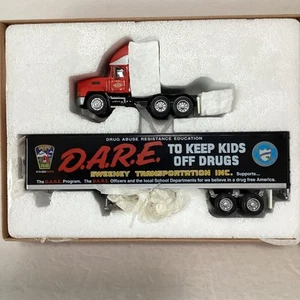 DRUG ABUSE RESISTANCE EDUCATION
D.A.R.E. TO KEEP KIDS
OFF DRUGS
SWEENEY TRANSPORTATION INC. Supports...
The D.A.R.E. Program. The D.A.R.E. Officers and the local School Departments for we believe in a drug free America.